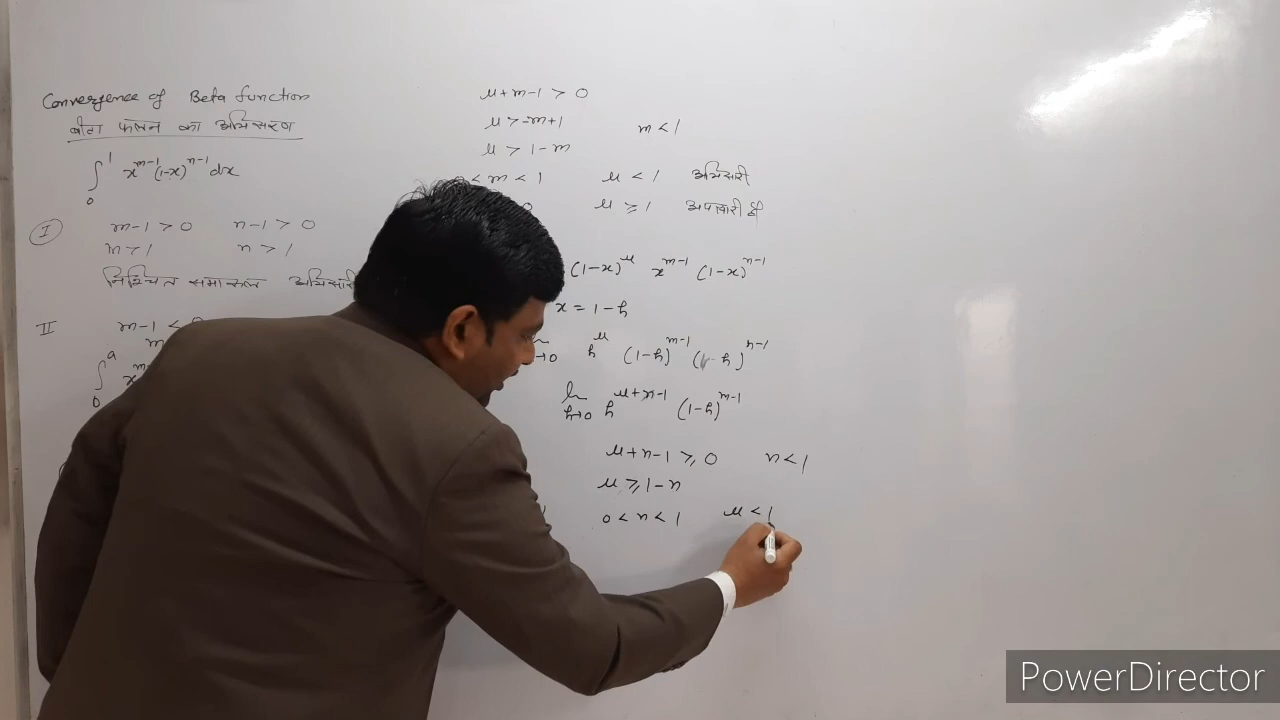 Convergence of Beta function
बीटा फलन का अभिसरण
∫₀¹ x^{m-1} (1-x)^{n-1} dx
I m-1 > 0 n-1 > 0
m > 1 n > 1
निश्चित समाकल अभिसारी
II m-1 <
m
∫₀ᵃ
μ+m-1 > 0
μ > -m+1 m < 1
μ > 1-m
< m < 1 μ < 1 अभिसारी
μ ≥ 1 अपसारी है
(1-x)^μ x^{m-1} (1-x)^{n-1}
x = 1-h
→0 h^μ (1-h)^{m-1} (1-h)^{n-1}
lim h→0 h^{μ+n-1} (1-h)^{m-1}
μ+n-1 ≥ 0 n < 1
μ ≥ 1-n
0 < n < 1 μ < 1
PowerDirector